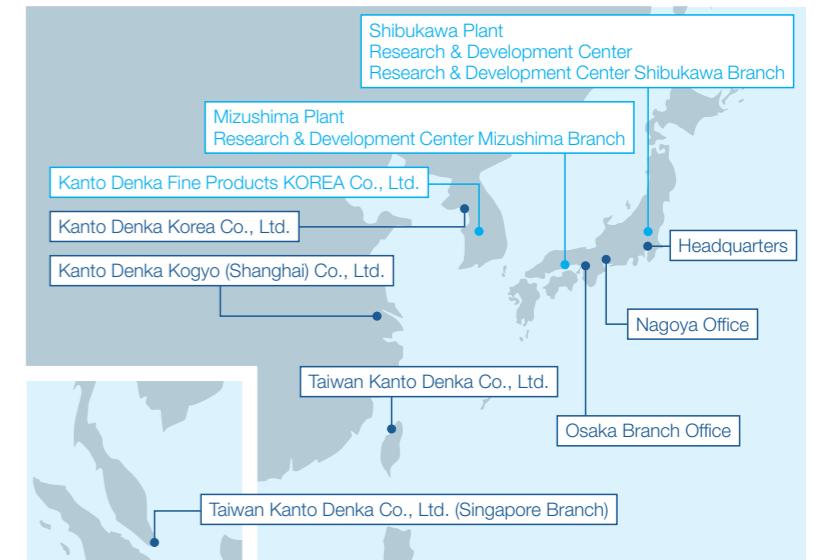 Shibukawa Plant
Research & Development Center
Research & Development Center Shibukawa Branch
Mizushima Plant
Research & Development Center Mizushima Branch
Kanto Denka Fine Products KOREA Co., Ltd.
Kanto Denka Korea Co., Ltd.
Headquarters
Kanto Denka Kogyo (Shanghai) Co., Ltd.
Nagoya Office
Taiwan Kanto Denka Co., Ltd.
Osaka Branch Office
Taiwan Kanto Denka Co., Ltd. (Singapore Branch)